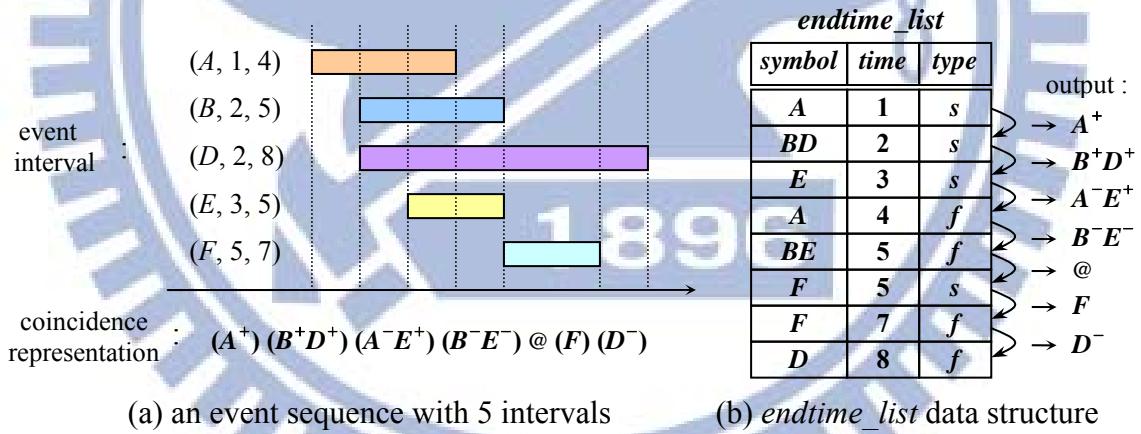 endtime_list
symbol time type
output :
(A, 1, 4)
(B, 2, 5)
event
interval :
(D, 2, 8)
(E, 3, 5)
(F, 5, 7)
1896
A 1 s
BD 2 s
E 3 s
A 4 f
BE 5 f
F 5 s
F 7 f
D 8 f
→ A⁺
→ B⁺D⁺
→ A⁻E⁺
→ B⁻E⁻
→ @
→ F
→ D⁻
coincidence
representation : (A⁺) (B⁺D⁺) (A⁻E⁺) (B⁻E⁻) @ (F) (D⁻)
(a) an event sequence with 5 intervals
(b) endtime_list data structure